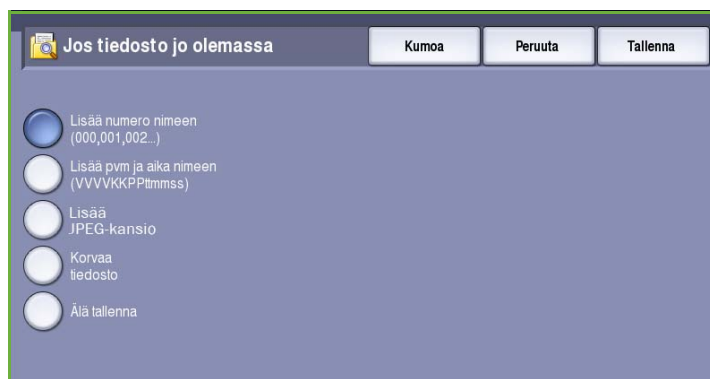 Jos tiedosto jo olemassa
Kumoa
Peruuta
Tallenna
Lisää numero nimeen
(000,001,002...)
Lisää pvm ja aika nimeen
(VVVVKKPPttmmss)
Lisää
JPEG-kansio
Korvaa
tiedosto
Älä tallenna